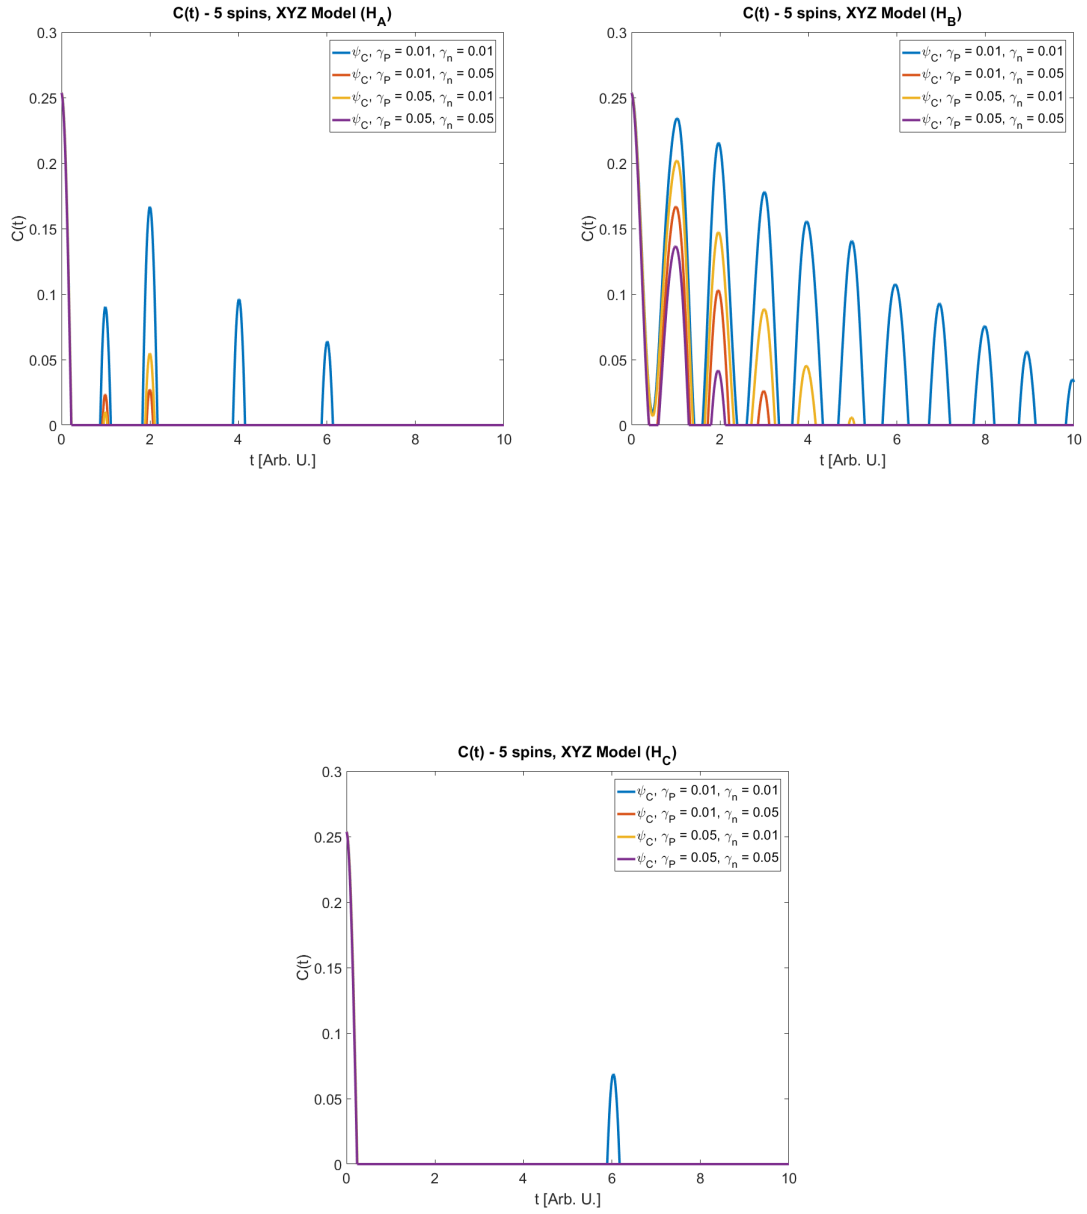 C(t) - 5 spins, XYZ Model (H_A)
0.3
0.25
0.2
0.15
0.1
0.05
0
C(t)
ψ_C, γ_P = 0.01, γ_n = 0.01
ψ_C, γ_P = 0.01, γ_n = 0.05
ψ_C, γ_P = 0.05, γ_n = 0.01
ψ_C, γ_P = 0.05, γ_n = 0.05
0 2 4 6 8 10
t [Arb. U.]
C(t) - 5 spins, XYZ Model (H_B)
0.3
0.25
0.2
0.15
0.1
0.05
0
C(t)
ψ_C, γ_P = 0.01, γ_n = 0.01
ψ_C, γ_P = 0.01, γ_n = 0.05
ψ_C, γ_P = 0.05, γ_n = 0.01
ψ_C, γ_P = 0.05, γ_n = 0.05
0 2 4 6 8 10
t [Arb. U.]
C(t) - 5 spins, XYZ Model (H_C)
0.3
0.25
0.2
0.15
0.1
0.05
0
C(t)
ψ_C, γ_P = 0.01, γ_n = 0.01
ψ_C, γ_P = 0.01, γ_n = 0.05
ψ_C, γ_P = 0.05, γ_n = 0.01
ψ_C, γ_P = 0.05, γ_n = 0.05
0 2 4 6 8 10
t [Arb. U.]